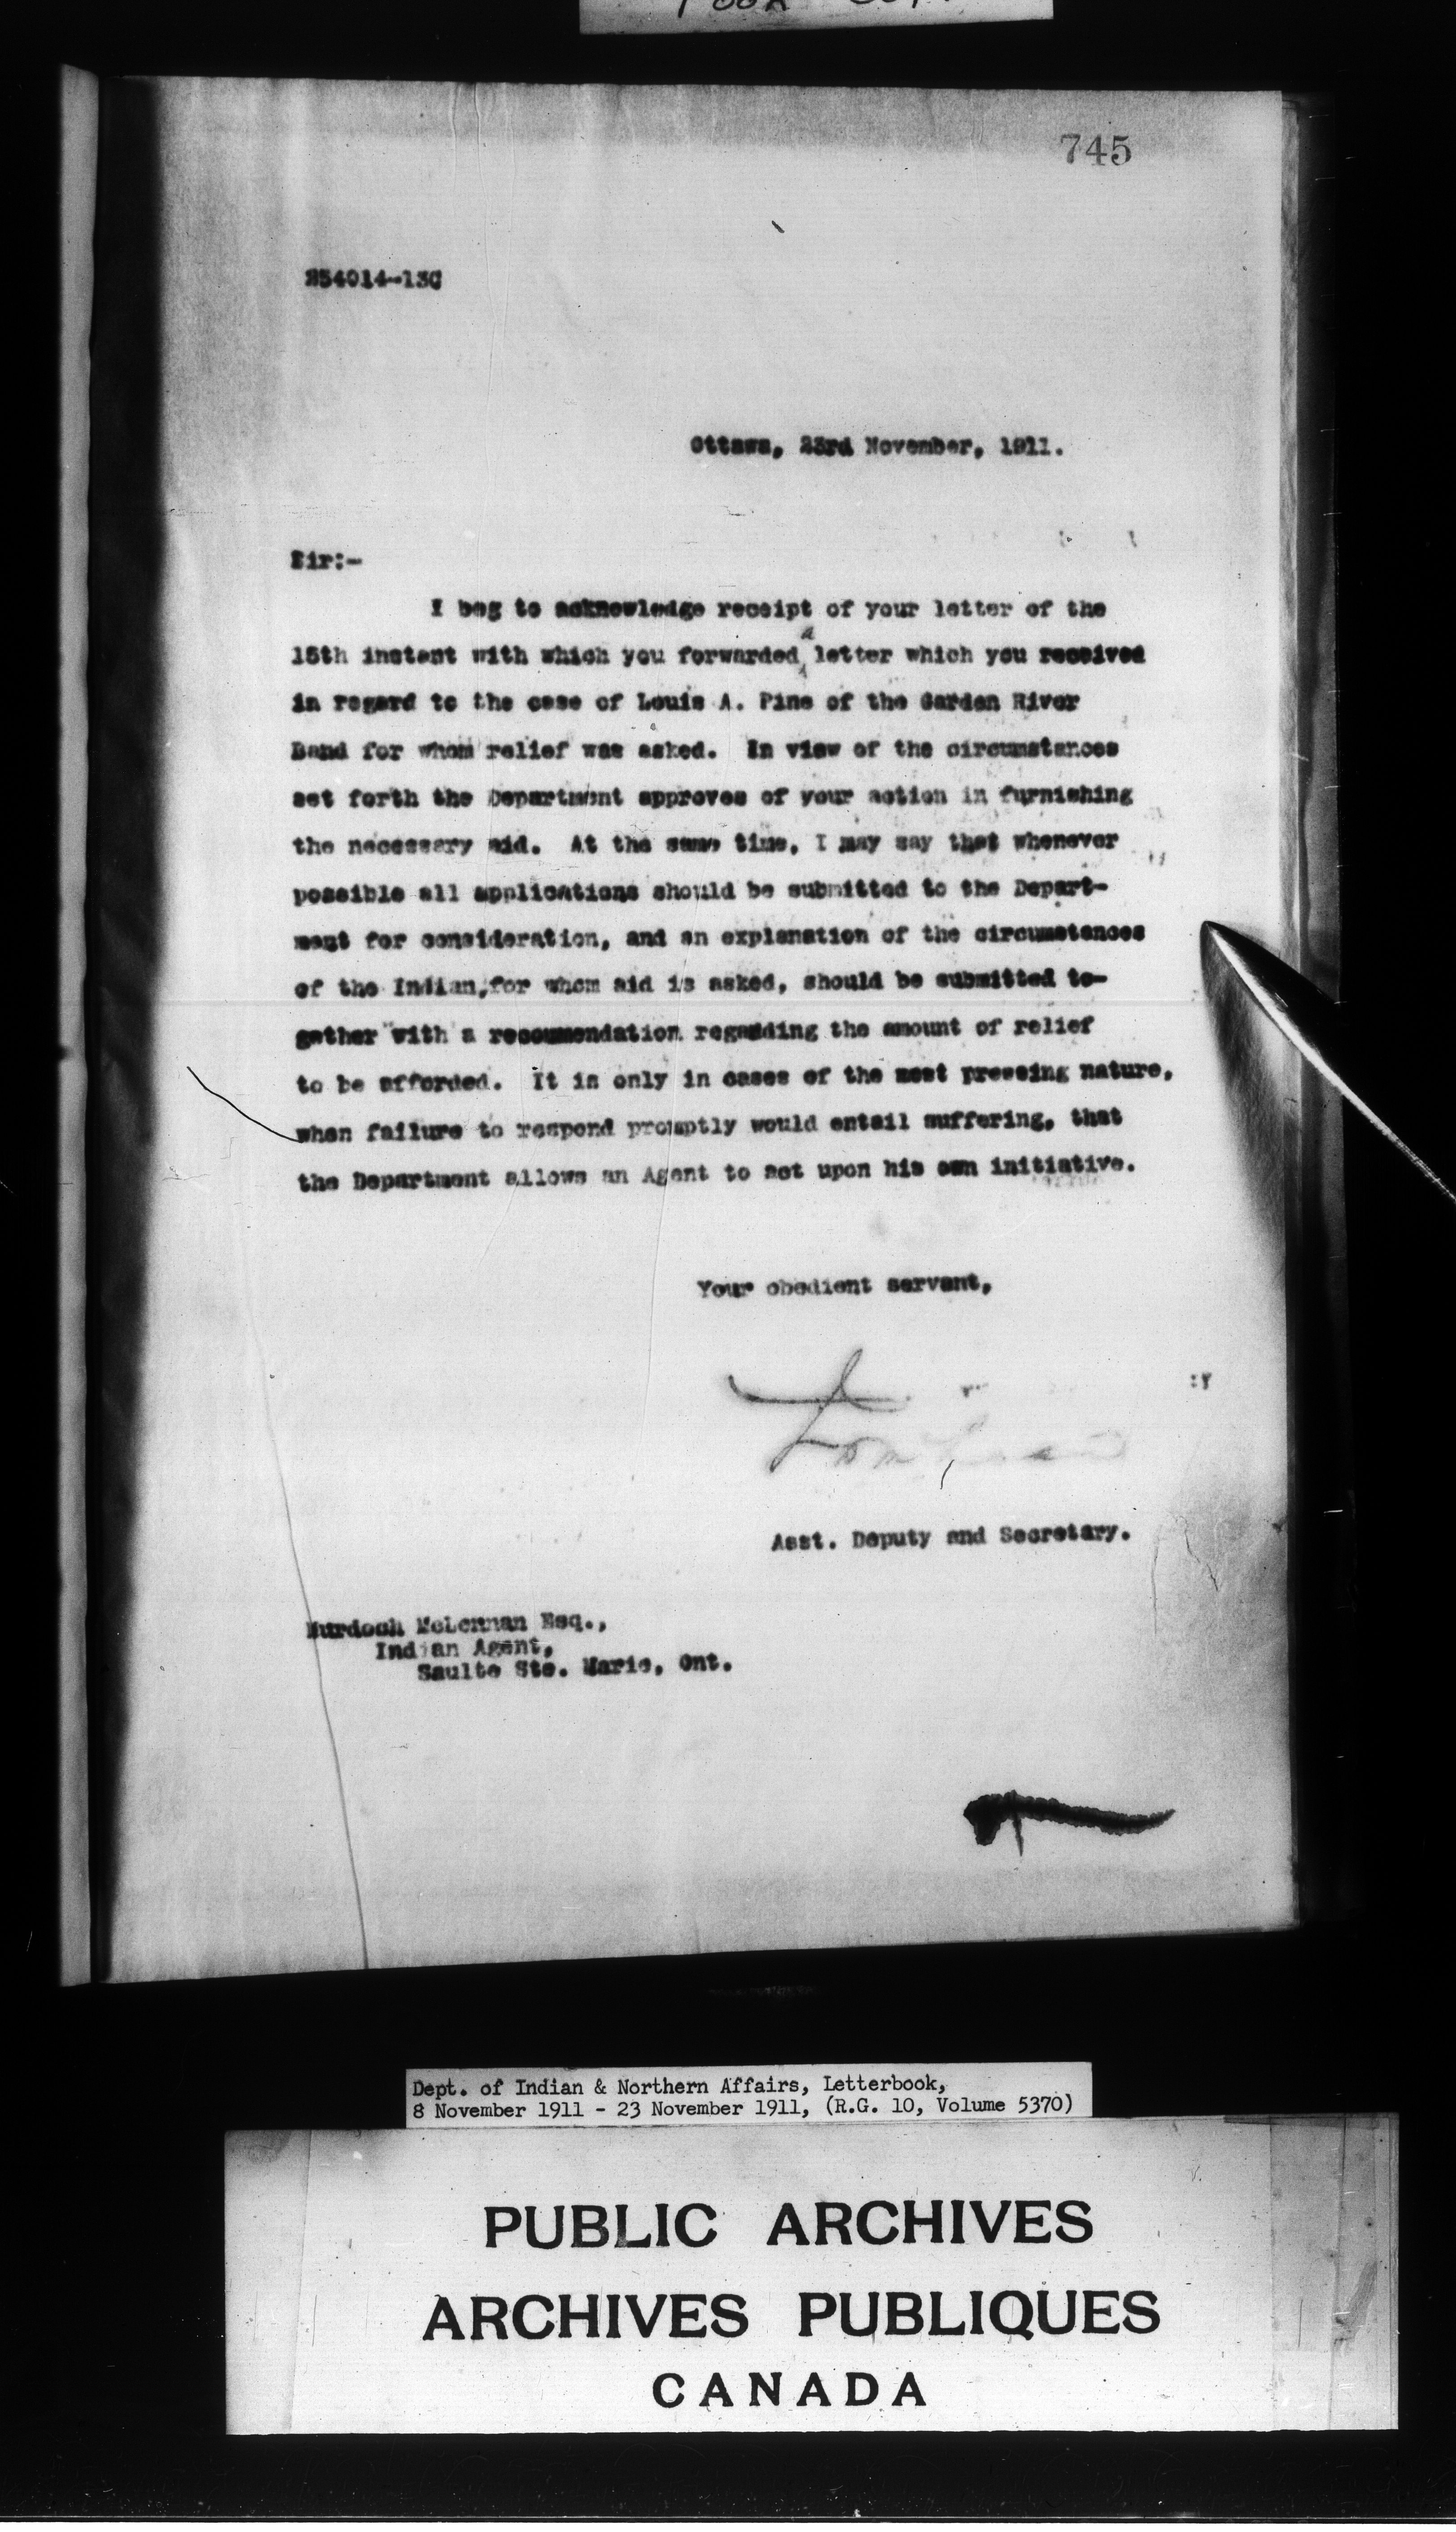 745
254014-13C
Ottawa, 23rd November, 1911.
Sir:-
I beg to acknowledge receipt of your letter of the
15th instant with which you forwarded a letter which you received
in regard to the case of Louis A. Pine of the Garden River
Band for whom relief was asked. In view of the circumstances
set forth the Department approves of your action in furnishing
the necessary aid. At the same time, I may say that whenever
possible all applications should be submitted to the Depart-
ment for consideration, and an explanation of the circumstances
of the Indian, for whom aid is asked, should be submitted to-
gether with a recommendation regarding the amount of relief
to be afforded. It is only in cases of the most pressing nature,
when failure to respond promptly would entail suffering, that
the Department allows an Agent to act upon his own initiative.
Your obedient servant,
Asst. Deputy and Secretary.
Murdoch McLennan Esq.,
Indian Agent,
Saulte Ste. Marie, Ont.
Dept. of Indian & Northern Affairs, Letterbook,
8 November 1911 - 23 November 1911, (R.G. 10, Volume 5370)
PUBLIC ARCHIVES
ARCHIVES PUBLIQUES
CANADA